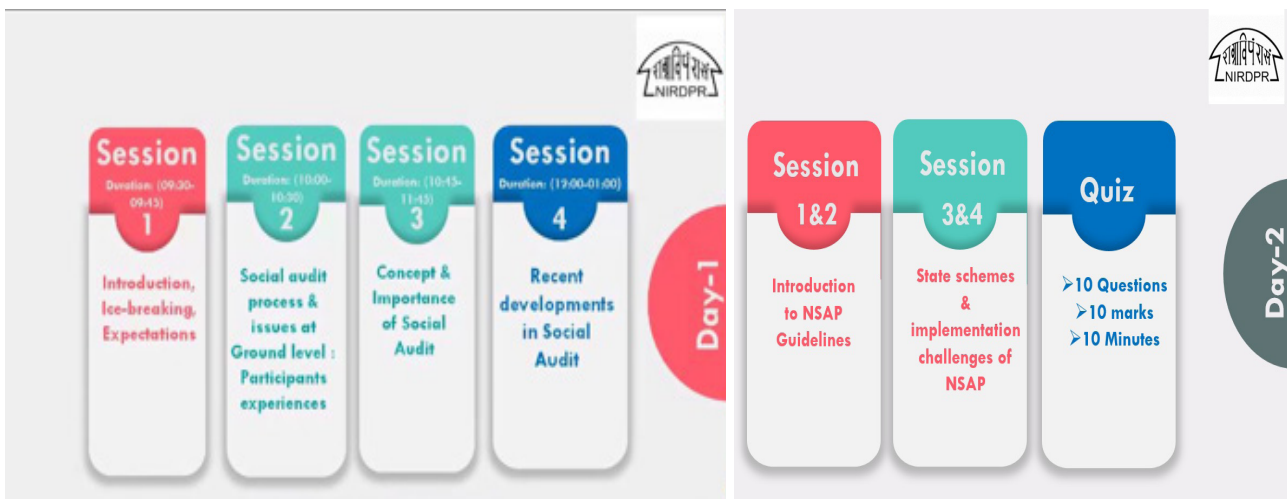 राग्राविपंरासं
NIRDPR
Session
Duration: (09:30-
09:45)
1
Introduction,
Ice-breaking,
Expectations
Session
Duration: (10:00-
10:30)
2
Social audit
process &
issues at
Ground level :
Participants
experiences
Session
Duration: (10:45-
11:45)
3
Concept &
Importance
of Social
Audit
Session
Duration: (12:00-01:00)
4
Recent
developments
in Social
Audit
Day-1
राग्राविपंरासं
NIRDPR
Session
1&2
Introduction
to NSAP
Guidelines
Session
3&4
State schemes
&
implementation
challenges of
NSAP
Quiz
➢10 Questions
➢10 marks
➢10 Minutes
Day-2